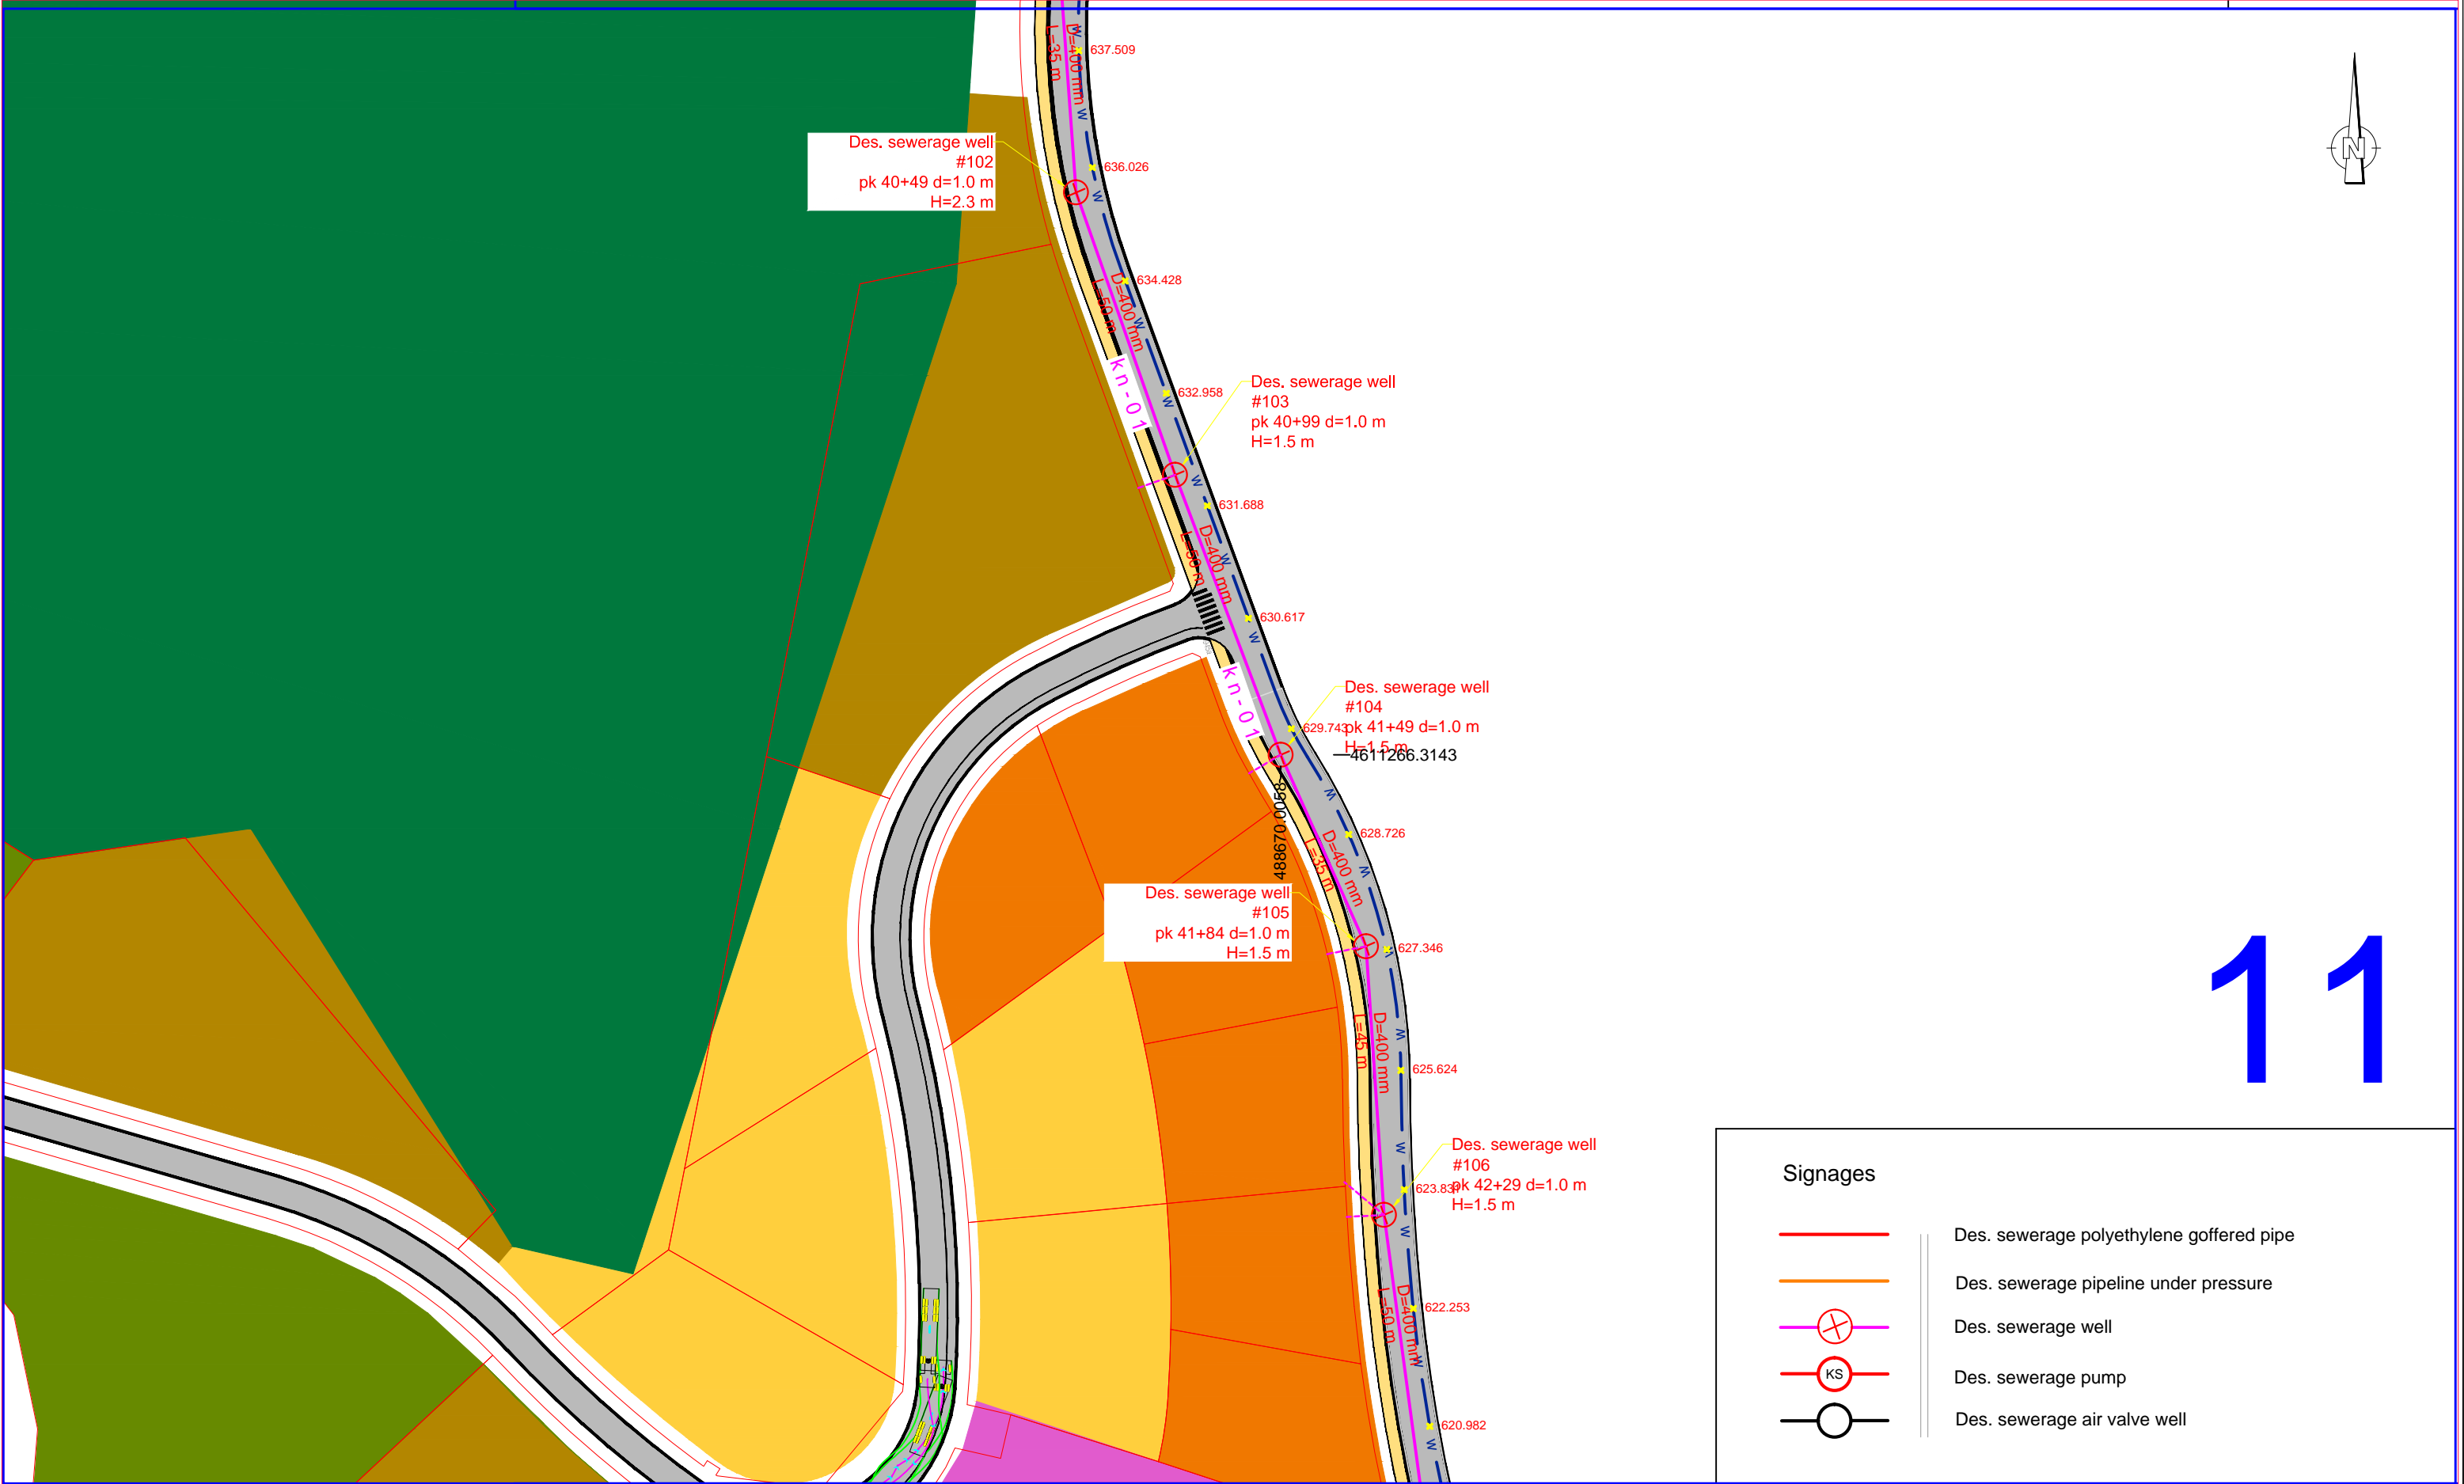 W
637.509
D=400 mm
L=35 m
W
Des. sewerage well
#102
pk 40+49 d=1.0 m
H=2.3 m
636.026
W
N
634.428
D=400 mm
L=50 m
W
kn-01
632.958
W
Des. sewerage well
#103
pk 40+99 d=1.0 m
H=1.5 m
W
631.688
D=400 mm
L=50 m
W
630.617
W
kn-01
Des. sewerage well
#104
pk 41+49 d=1.0 m
H=1.5 m
629.743
4611266.3143
488670.0058
W
628.726
D=400 mm
L=35 m
W
Des. sewerage well
#105
pk 41+84 d=1.0 m
H=1.5 m
627.346
W
11
D=400 mm
L=45 m
W
625.624
W
Des. sewerage well
#106
pk 42+29 d=1.0 m
H=1.5 m
623.831
W
D=400 mm
L=50 m
622.253
W
620.982
W
Signages
Des. sewerage polyethylene goffered pipe
Des. sewerage pipeline under pressure
Des. sewerage well
KS
Des. sewerage pump
Des. sewerage air valve well